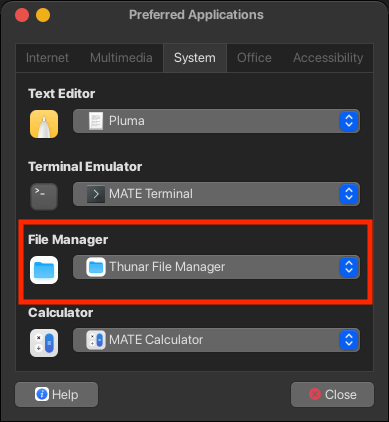 Preferred Applications
Internet Multimedia System Office Accessibility
Text Editor
Pluma
Terminal Emulator
>_
MATE Terminal
File Manager
Thunar File Manager
Calculator
MATE Calculator
Help Close